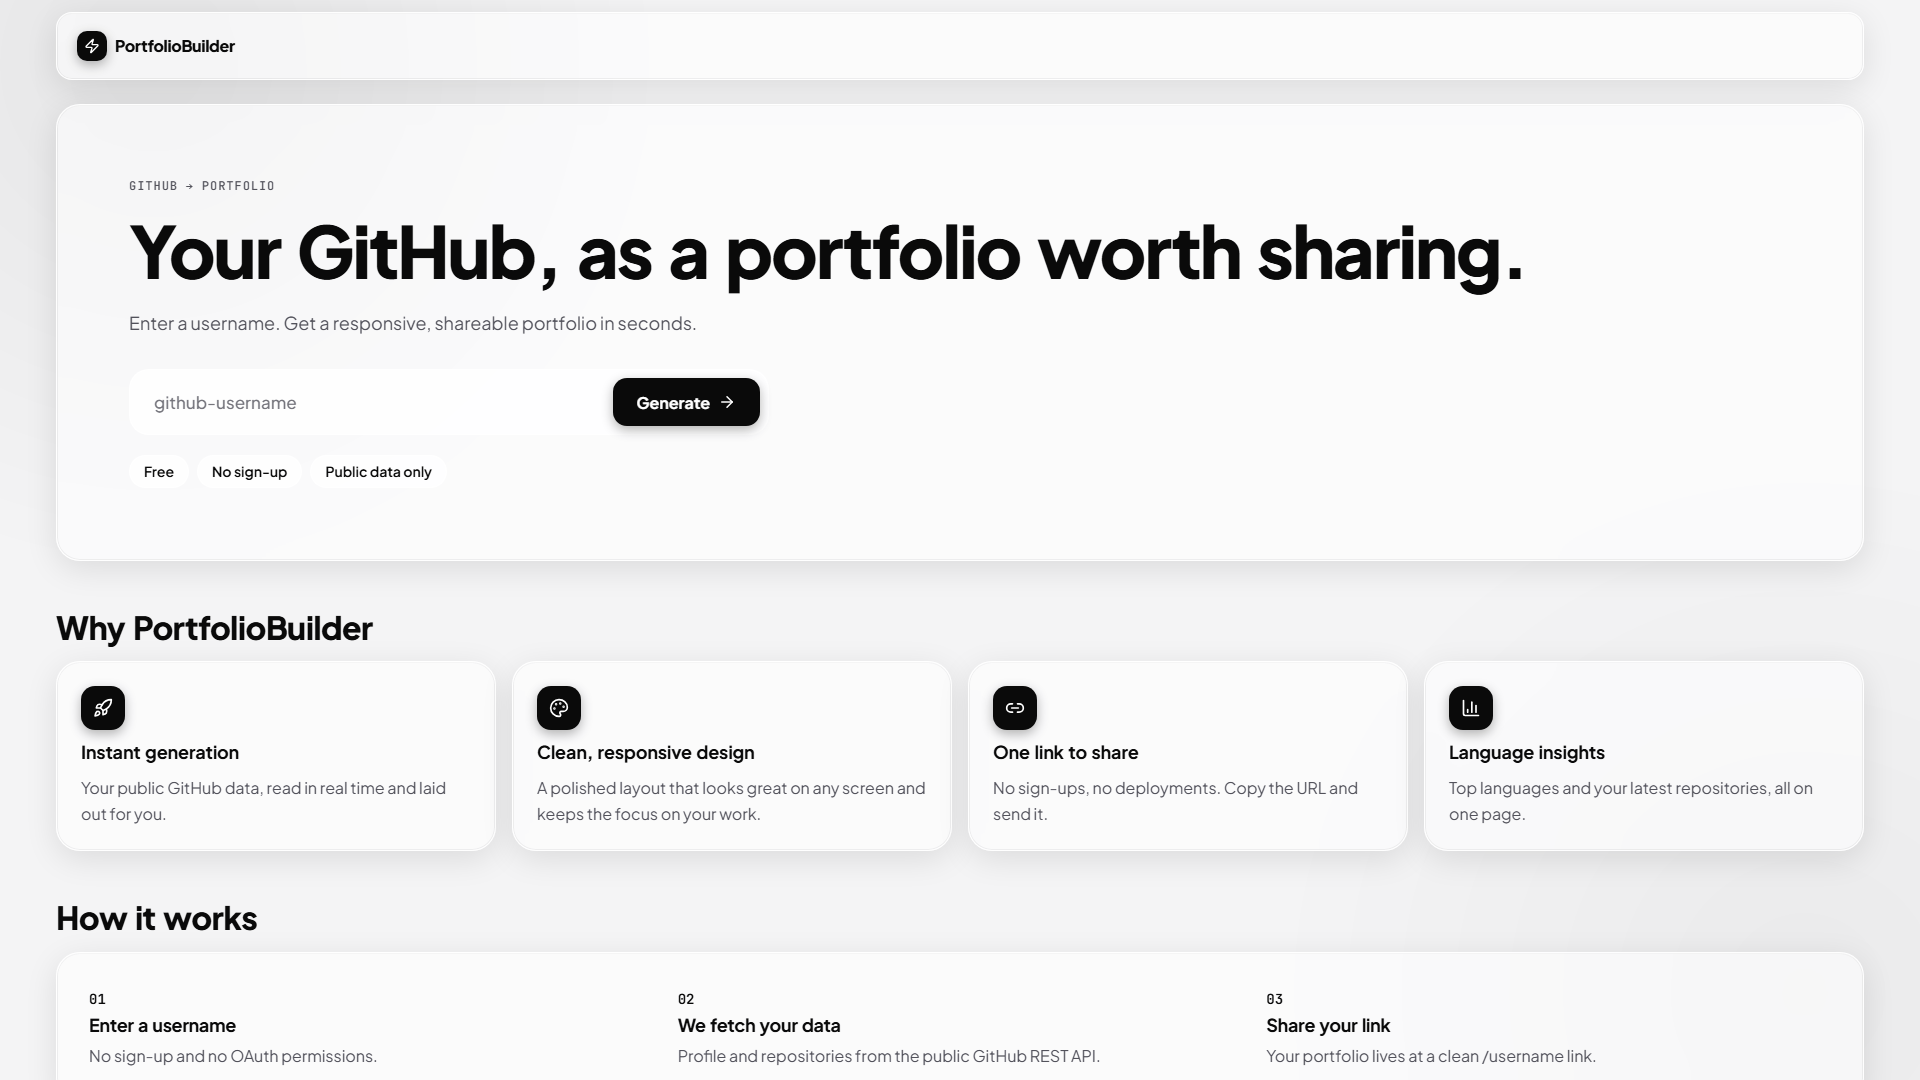 PortfolioBuilder
GITHUB → PORTFOLIO
Your GitHub, as a portfolio worth sharing.
Enter a username. Get a responsive, shareable portfolio in seconds.
github-username
Generate →
Free
No sign-up
Public data only
Why PortfolioBuilder
Instant generation
Your public GitHub data, read in real time and laid
out for you.
Clean, responsive design
A polished layout that looks great on any screen and
keeps the focus on your work.
One link to share
No sign-ups, no deployments. Copy the URL and
send it.
Language insights
Top languages and your latest repositories, all on
one page.
How it works
01
Enter a username
No sign-up and no OAuth permissions.
02
We fetch your data
Profile and repositories from the public GitHub REST API.
03
Share your link
Your portfolio lives at a clean /username link.